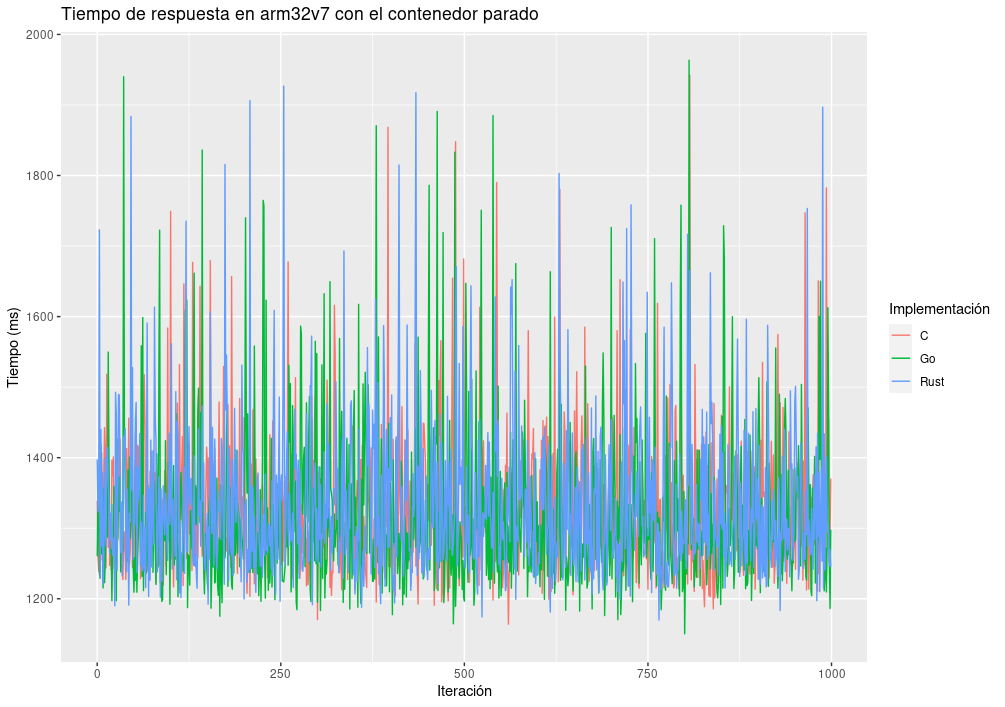 Tiempo de respuesta en arm32v7 con el contenedor parado
Tiempo (ms)
2000
1800
1600
1400
1200
0
250
500
750
1000
Iteración
Implementación
C
Go
Rust